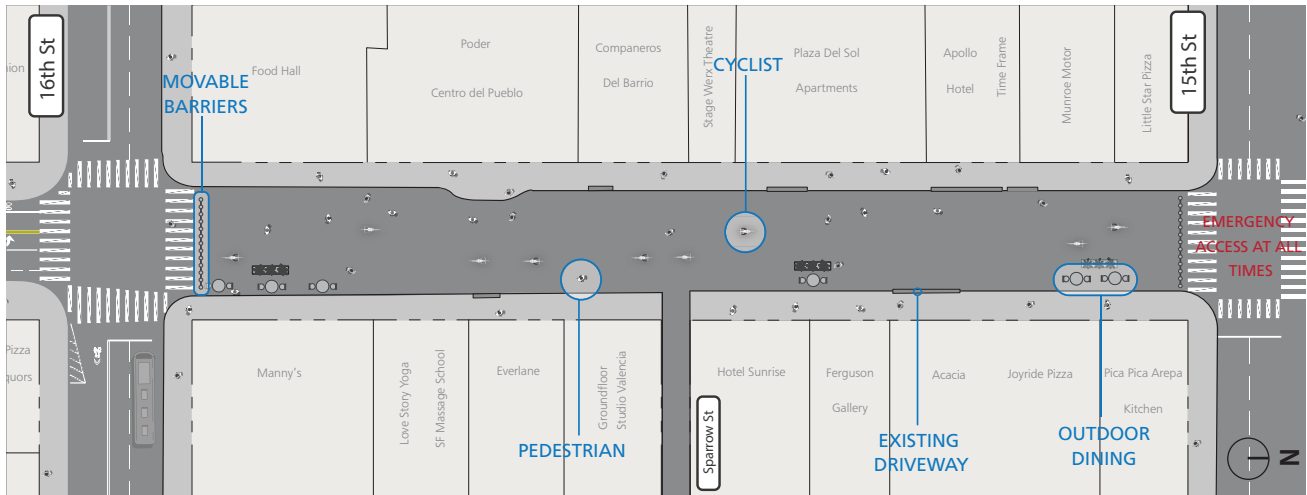 16th St
15th St
Food Hall
Poder
Centro del Pueblo
Companeros
Del Barrio
Stage Werx Theatre
Plaza Del Sol
Apartments
Apollo
Hotel
Time Frame
Munroe Motor
Little Star Pizza
MOVABLE
BARRIERS
CYCLIST
EMERGENCY
ACCESS AT ALL
TIMES
Pizza
Manny's
Love Story Yoga
SF Massage School
Everlane
Groundfloor
Studio Valencia
Sparrow St
Hotel Sunrise
Ferguson
Gallery
Acacia
Joyride Pizza
Pica Pica Arepa
Kitchen
PEDESTRIAN
EXISTING
DRIVEWAY
OUTDOOR
DINING
N